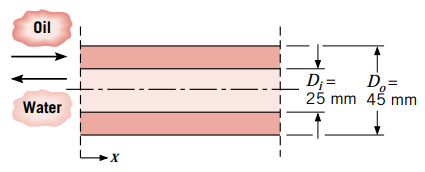 Oil
Water
Dᵢ =
25 mm
Dₒ =
45 mm
x